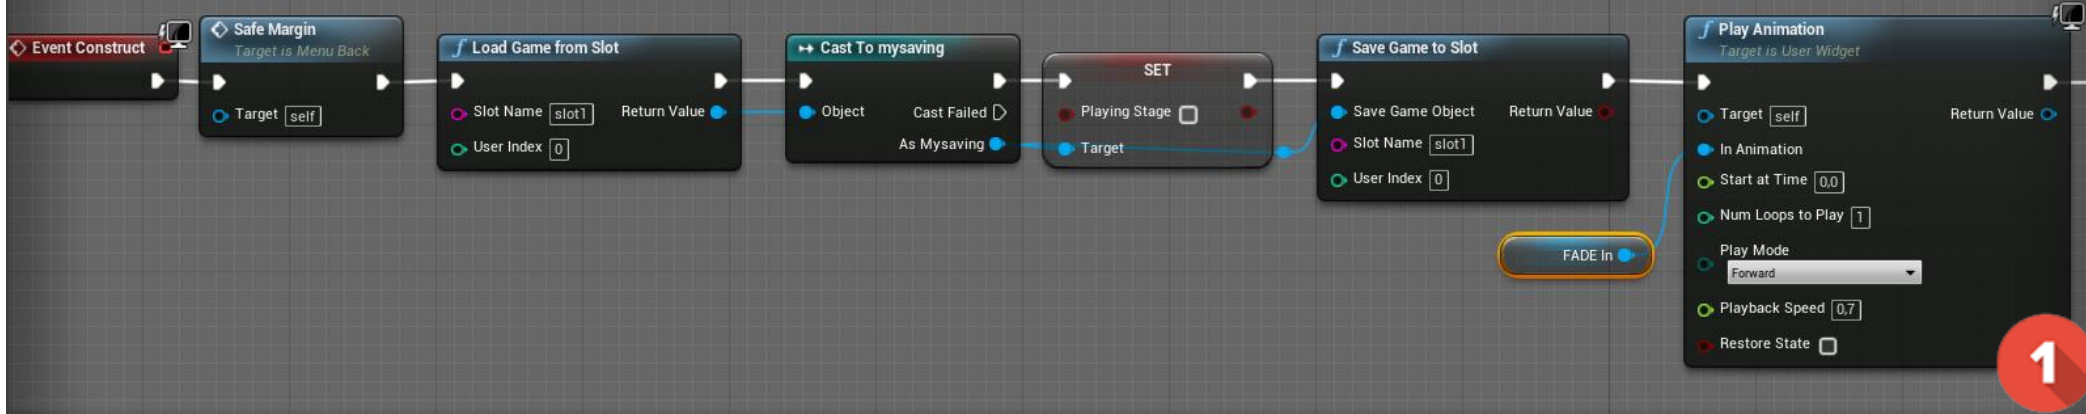 Event Construct
Safe Margin
Target is Menu Back
Target self
Load Game from Slot
Slot Name slot1 Return Value
User Index 0
Cast To mysaving
Object Cast Failed
As Mysaving
SET
Playing Stage
Target
Save Game to Slot
Save Game Object Return Value
Slot Name slot1
User Index 0
FADE In
Play Animation
Target is User Widget
Target self Return Value
In Animation
Start at Time 0,0
Num Loops to Play 1
Play Mode
Forward
Playback Speed 0,7
Restore State
1